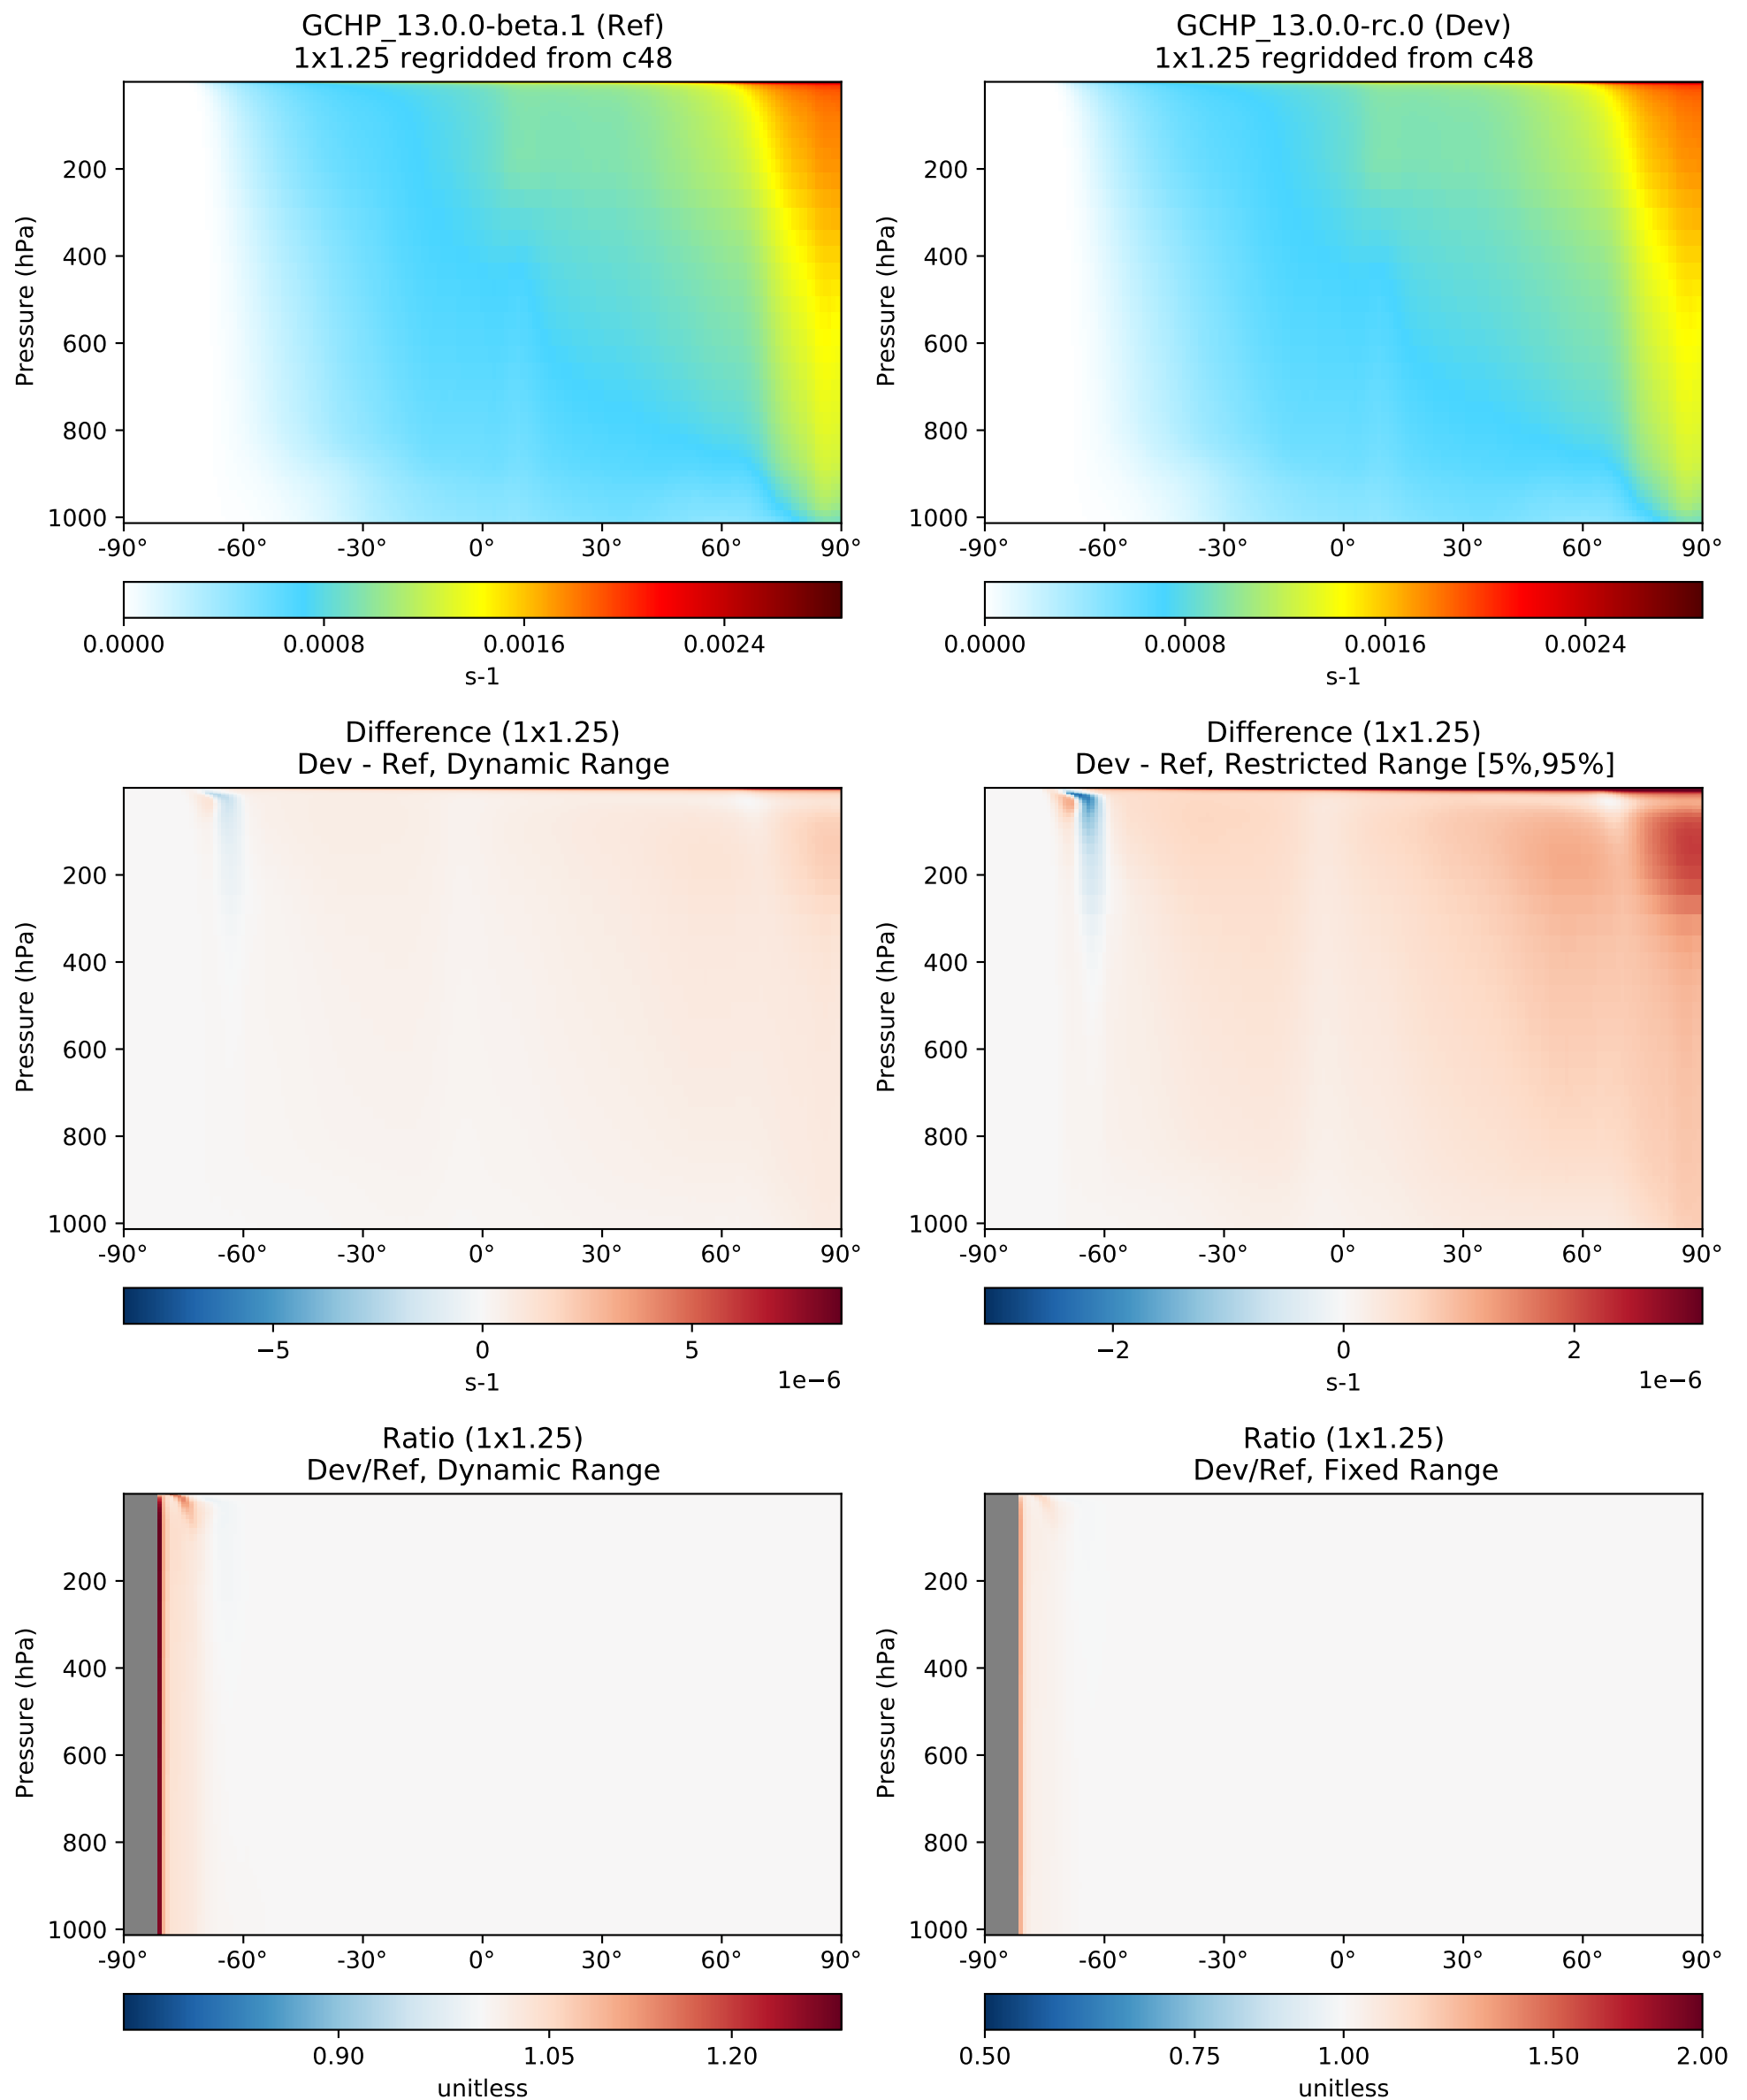 GCHP_13.0.0-beta.1 (Ref)
1x1.25 regridded from c48
Pressure (hPa)
200
400
600
800
1000
-90° -60° -30° 0° 30° 60° 90°
0.0000 0.0008 0.0016 0.0024
s-1
GCHP_13.0.0-rc.0 (Dev)
1x1.25 regridded from c48
Pressure (hPa)
200
400
600
800
1000
-90° -60° -30° 0° 30° 60° 90°
0.0000 0.0008 0.0016 0.0024
s-1
Difference (1x1.25)
Dev - Ref, Dynamic Range
Pressure (hPa)
200
400
600
800
1000
-90° -60° -30° 0° 30° 60° 90°
−5 0 5
s-1 1e−6
Difference (1x1.25)
Dev - Ref, Restricted Range [5%,95%]
Pressure (hPa)
200
400
600
800
1000
-90° -60° -30° 0° 30° 60° 90°
−2 0 2
s-1 1e−6
Ratio (1x1.25)
Dev/Ref, Dynamic Range
Pressure (hPa)
200
400
600
800
1000
-90° -60° -30° 0° 30° 60° 90°
0.90 1.05 1.20
unitless
Ratio (1x1.25)
Dev/Ref, Fixed Range
Pressure (hPa)
200
400
600
800
1000
-90° -60° -30° 0° 30° 60° 90°
0.50 0.75 1.00 1.50 2.00
unitless